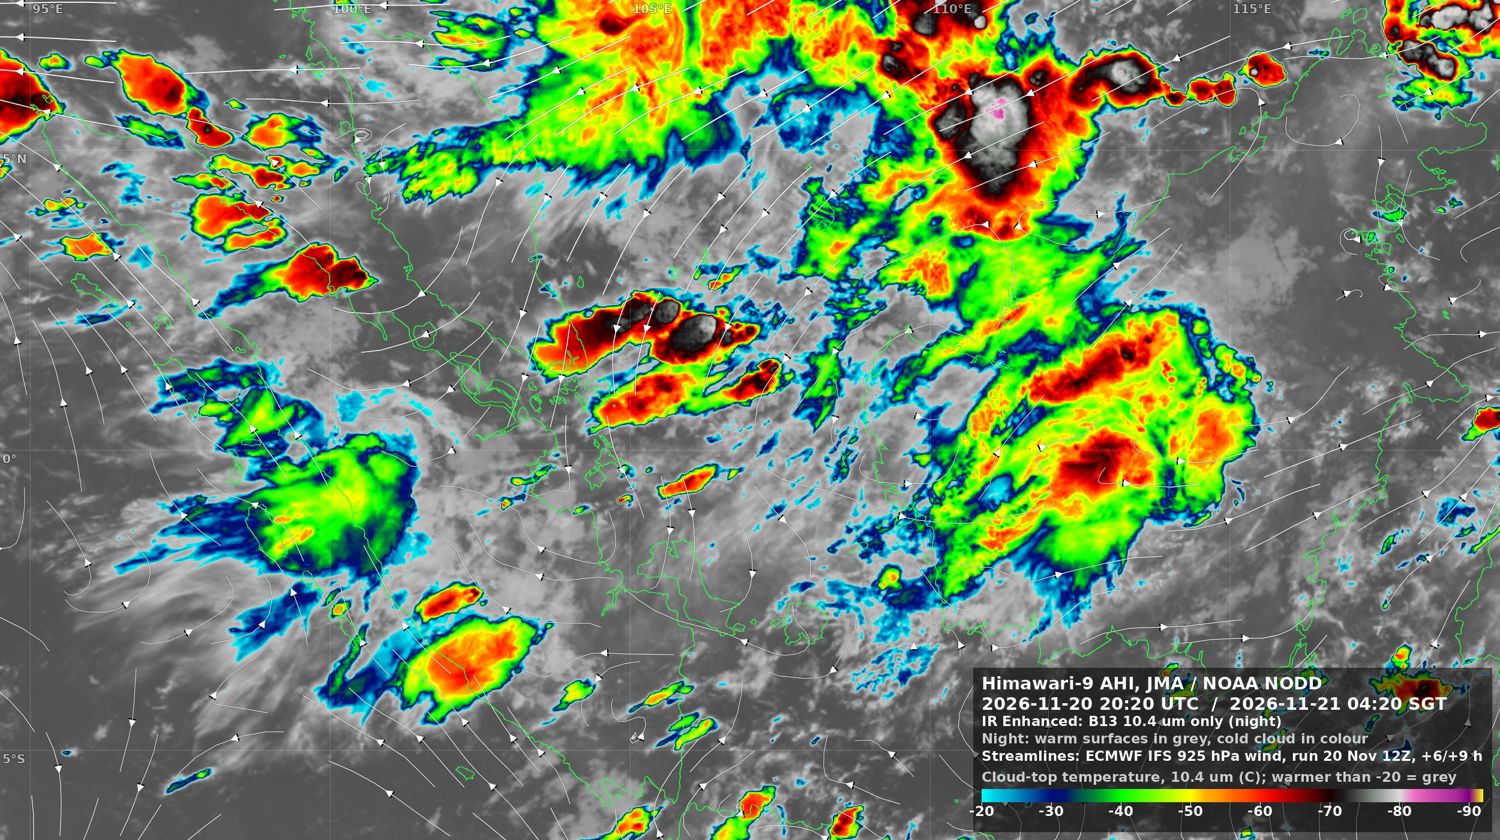 95°E 100°E 105°E 110°E 115°E
5°N
0°
5°S
Himawari-9 AHI, JMA / NOAA NODD
2026-11-20 20:20 UTC / 2026-11-21 04:20 SGT
IR Enhanced: B13 10.4 um only (night)
Night: warm surfaces in grey, cold cloud in colour
Streamlines: ECMWF IFS 925 hPa wind, run 20 Nov 12Z, +6/+9 h
Cloud-top temperature, 10.4 um (C); warmer than -20 = grey
-20 -30 -40 -50 -60 -70 -80 -90